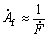 Ȧ_f ≈ 1/Ḟ